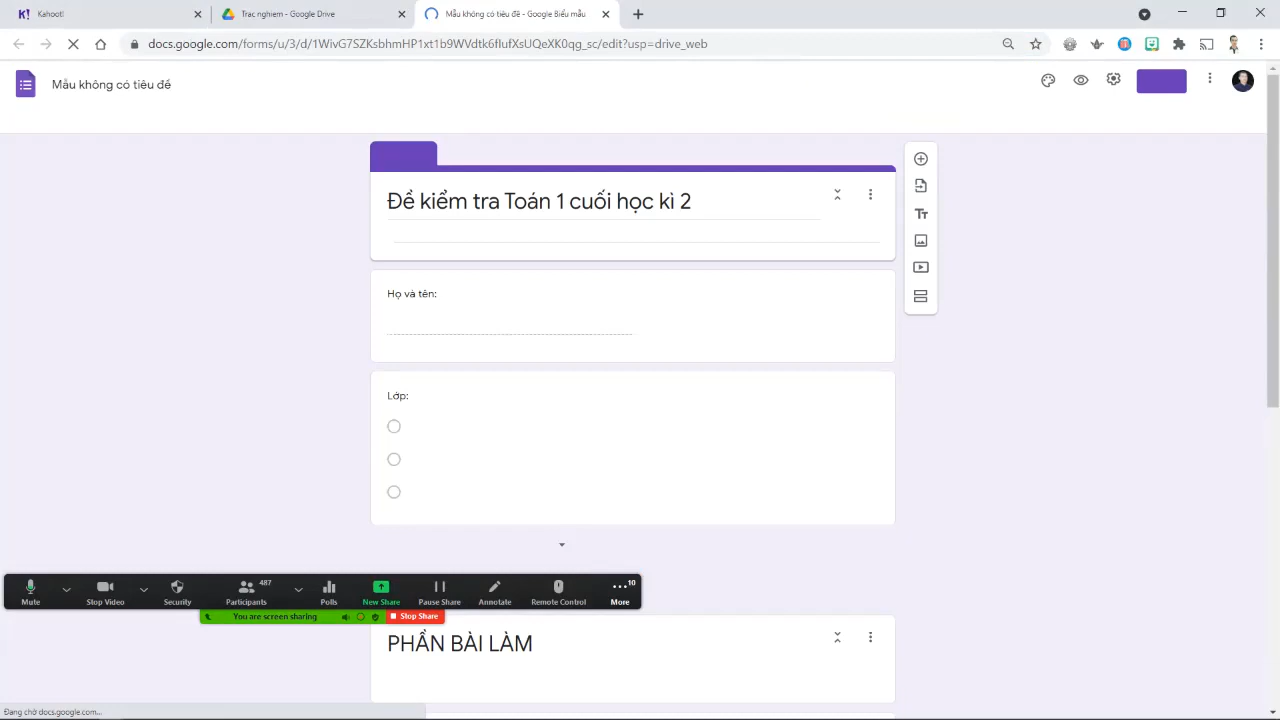 Kahoot!
Trac nghiem - Google Drive
Mẫu không có tiêu đề - Google Biểu mẫu
docs.google.com/forms/u/3/d/1WivG7SZKsbhmHP1xt1b9WVdtk6fIufXsUQeXK0qg_sc/edit?usp=drive_web
Mẫu không có tiêu đề
Đề kiểm tra Toán 1 cuối học kì 2
Tт
Họ và tên:
Lớp:
487
10
Mute
Stop Video
Security
Participants
Polls
New Share
Pause Share
Annotate
Remote Control
More
You are screen sharing
Stop Share
PHẦN BÀI LÀM
Đang chờ docs.google.com...